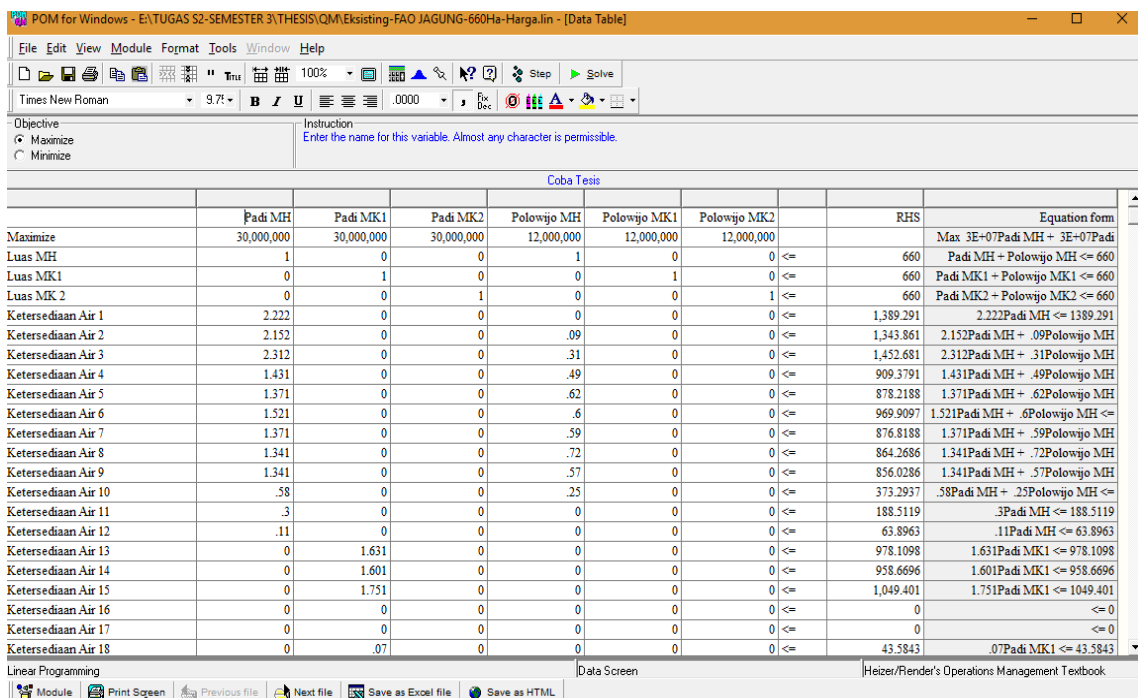 POM for Windows - E:\TUGAS S2-SEMESTER 3\THESIS\QM\Eksisting-FAO JAGUNG-660Ha-Harga.lin - [Data Table]
File Edit View Module Format Tools Window Help
TITLE 100% Step Solve
Times New Roman 9.7! B I U .0000 , Fix Dec 0 A
Objective
Maximize
Minimize
Instruction
Enter the name for this variable. Almost any character is permissible.
Coba Tesis
Padi MH Padi MK1 Padi MK2 Polowijo MH Polowijo MK1 Polowijo MK2 RHS Equation form
Maximize 30,000,000 30,000,000 30,000,000 12,000,000 12,000,000 12,000,000 Max 3E+07Padi MH + 3E+07Padi
Luas MH 1 0 0 1 0 0 <= 660 Padi MH + Polowijo MH <= 660
Luas MK1 0 1 0 0 1 0 <= 660 Padi MK1 + Polowijo MK1 <= 660
Luas MK 2 0 0 1 0 0 1 <= 660 Padi MK2 + Polowijo MK2 <= 660
Ketersediaan Air 1 2.222 0 0 0 0 0 <= 1,389.291 2.222Padi MH <= 1389.291
Ketersediaan Air 2 2.152 0 0 .09 0 0 <= 1,343.861 2.152Padi MH + .09Polowijo MH
Ketersediaan Air 3 2.312 0 0 .31 0 0 <= 1,452.681 2.312Padi MH + .31Polowijo MH
Ketersediaan Air 4 1.431 0 0 .49 0 0 <= 909.3791 1.431Padi MH + .49Polowijo MH
Ketersediaan Air 5 1.371 0 0 .62 0 0 <= 878.2188 1.371Padi MH + .62Polowijo MH
Ketersediaan Air 6 1.521 0 0 .6 0 0 <= 969.9097 1.521Padi MH + .6Polowijo MH <=
Ketersediaan Air 7 1.371 0 0 .59 0 0 <= 876.8188 1.371Padi MH + .59Polowijo MH
Ketersediaan Air 8 1.341 0 0 .72 0 0 <= 864.2686 1.341Padi MH + .72Polowijo MH
Ketersediaan Air 9 1.341 0 0 .57 0 0 <= 856.0286 1.341Padi MH + .57Polowijo MH
Ketersediaan Air 10 .58 0 0 .25 0 0 <= 373.2937 .58Padi MH + .25Polowijo MH <=
Ketersediaan Air 11 .3 0 0 0 0 0 <= 188.5119 .3Padi MH <= 188.5119
Ketersediaan Air 12 .11 0 0 0 0 0 <= 63.8963 .11Padi MH <= 63.8963
Ketersediaan Air 13 0 1.631 0 0 0 0 <= 978.1098 1.631Padi MK1 <= 978.1098
Ketersediaan Air 14 0 1.601 0 0 0 0 <= 958.6696 1.601Padi MK1 <= 958.6696
Ketersediaan Air 15 0 1.751 0 0 0 0 <= 1,049.401 1.751Padi MK1 <= 1049.401
Ketersediaan Air 16 0 0 0 0 0 0 <= 0 <= 0
Ketersediaan Air 17 0 0 0 0 0 0 <= 0 <= 0
Ketersediaan Air 18 0 .07 0 0 0 0 <= 43.5843 .07Padi MK1 <= 43.5843
Linear Programming Data Screen Heizer/Render's Operations Management Textbook
Module Print Screen Previous file Next file Save as Excel file Save as HTML